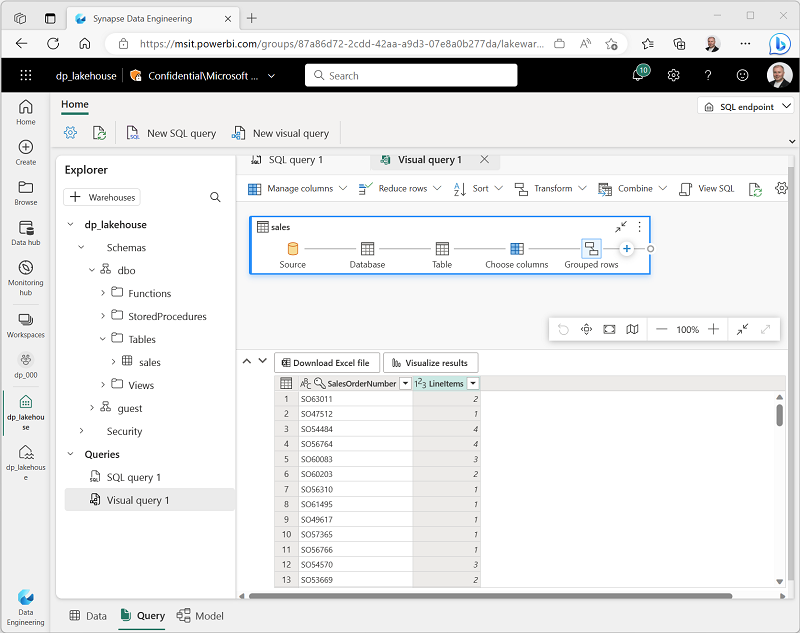 Synapse Data Engineering
https://msit.powerbi.com/groups/87a86d72-2cdd-42aa-a9d3-07e8a0b277da/lakewar...
dp_lakehouse
Confidential\Microsoft ...
Search
10
Home
Create
Browse
Data hub
Monitoring
hub
Workspaces
dp_000
dp_lakehou
se
dp_lakehous
e
Data
Engineering
Home
SQL endpoint
New SQL query
New visual query
Explorer
Warehouses
dp_lakehouse
Schemas
dbo
Functions
StoredProcedures
Tables
sales
Views
guest
Security
Queries
SQL query 1
Visual query 1
SQL query 1
Visual query 1
Manage columns
Reduce rows
Sort
Transform
Combine
View SQL
sales
Source
Database
Table
Choose columns
Grouped rows
100%
Download Excel file
Visualize results
SalesOrderNumber
LineItems
1 SO63011 2
2 SO47512 1
3 SO54484 4
4 SO56764 4
5 SO60083 3
6 SO60203 2
7 SO56310 1
8 SO61495 1
9 SO49617 1
10 SO57365 1
11 SO56766 1
12 SO54570 3
13 SO53669 2
Data
Query
Model